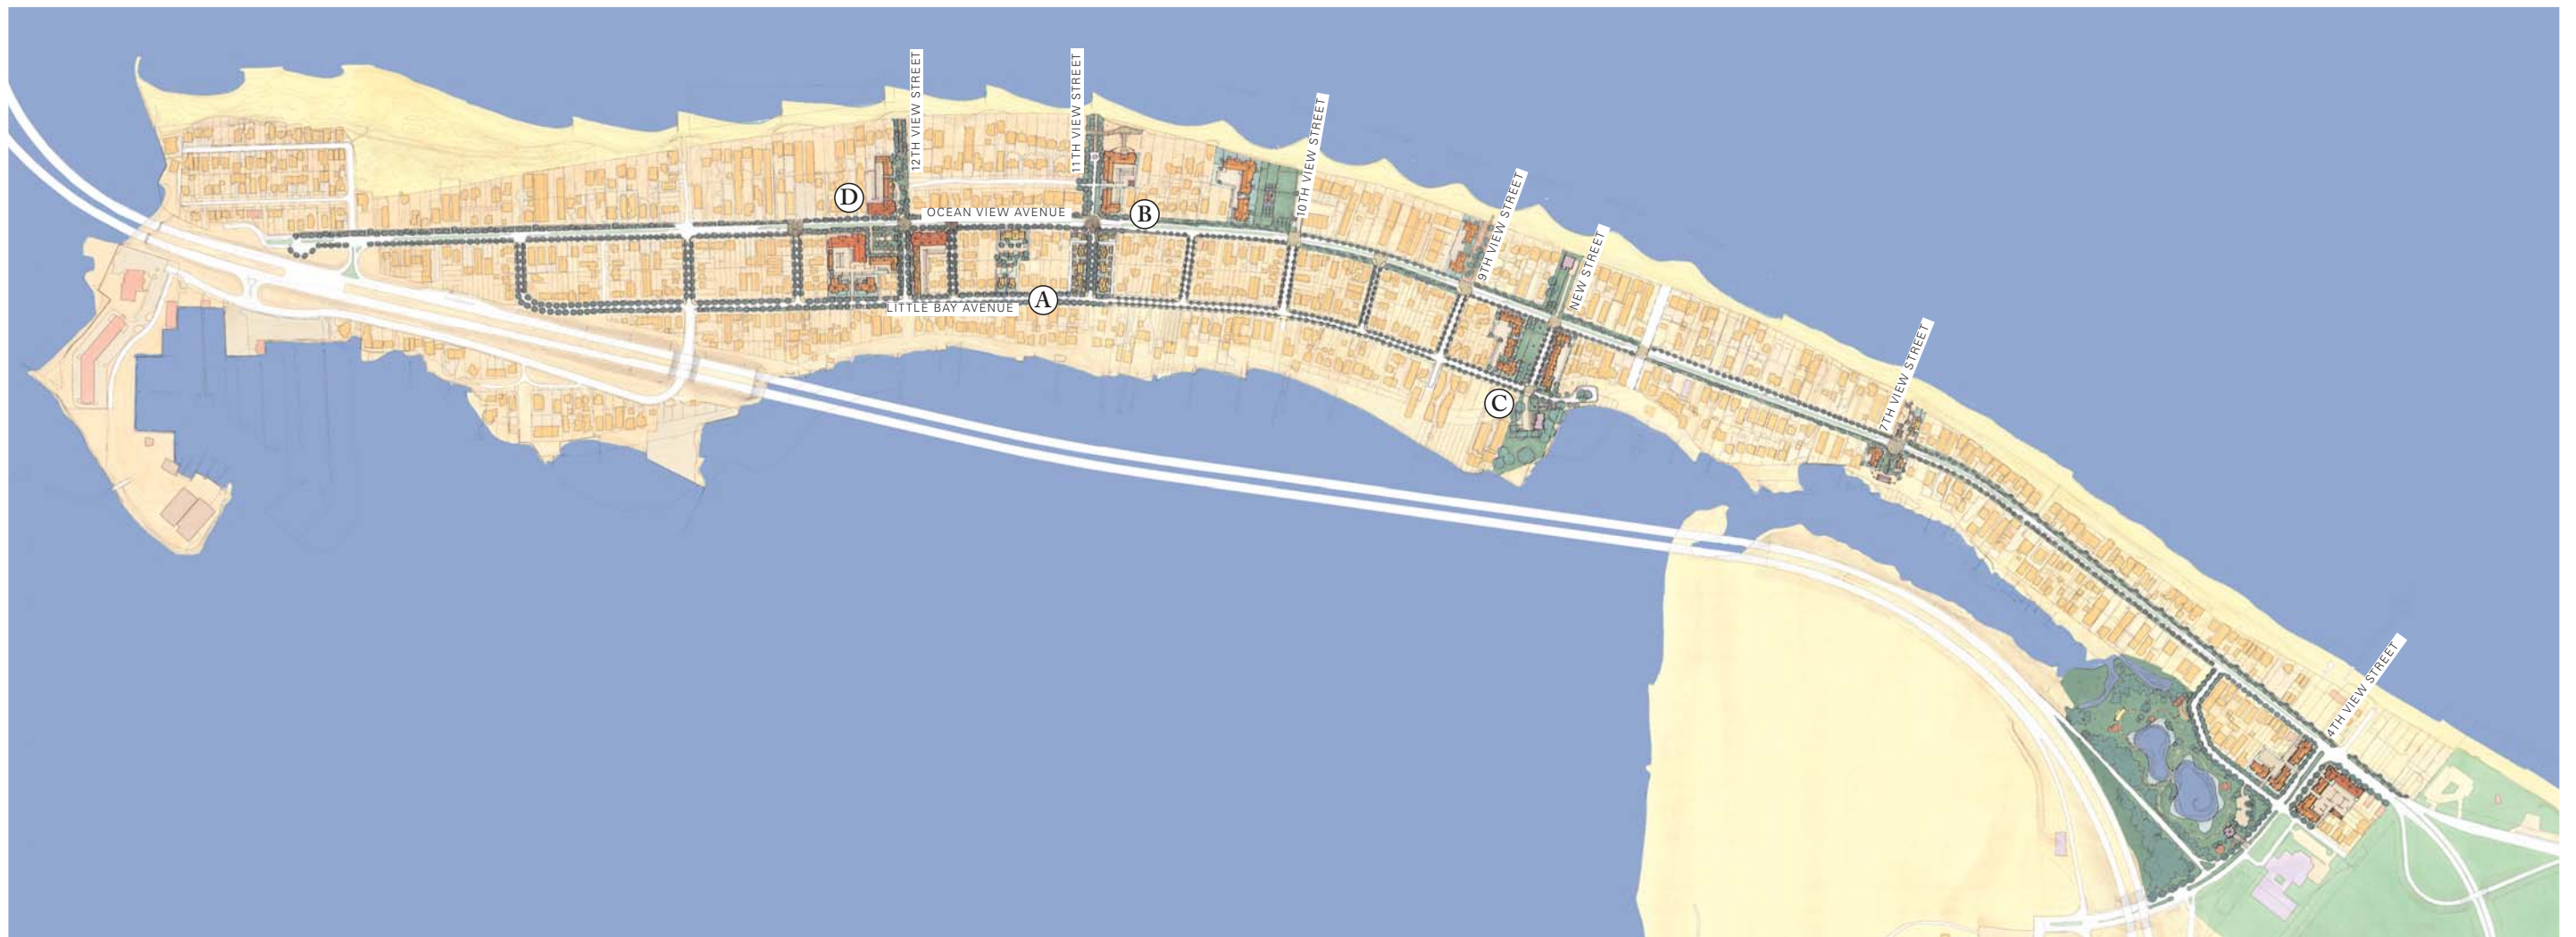 12TH VIEW STREET
11TH VIEW STREET
10TH VIEW STREET
9TH VIEW STREET
NEW STREET
7TH VIEW STREET
4TH VIEW STREET
D
OCEAN VIEW AVENUE
B
LITTLE BAY AVENUE
A
C